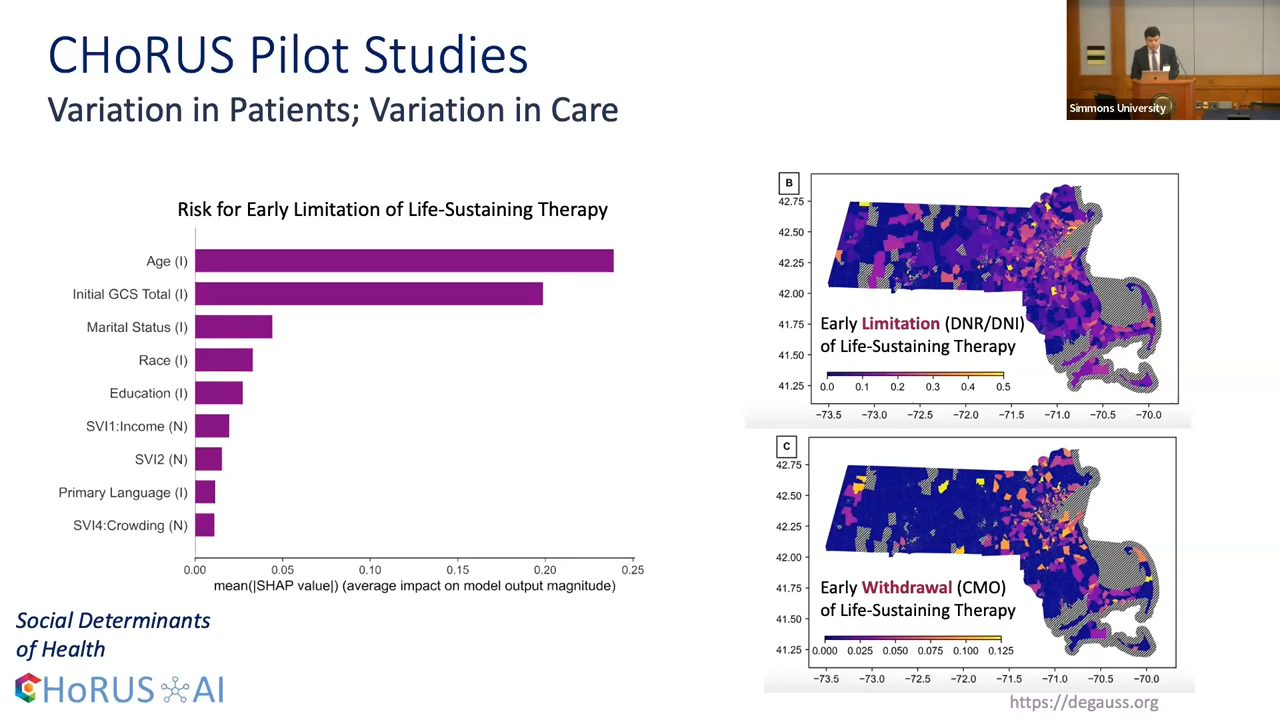 CHoRUS Pilot Studies
Variation in Patients; Variation in Care
Simmons University
Risk for Early Limitation of Life-Sustaining Therapy
Age (I)
Initial GCS Total (I)
Marital Status (I)
Race (I)
Education (I)
SVI1:Income (N)
SVI2 (N)
Primary Language (I)
SVI4:Crowding (N)
0.00 0.05 0.10 0.15 0.20 0.25
mean(|SHAP value|) (average impact on model output magnitude)
Social Determinants
of Health
CHoRUS AI
B
42.75
42.50
42.25
42.00
41.75
41.50
41.25
Early Limitation (DNR/DNI)
of Life-Sustaining Therapy
0.0 0.1 0.2 0.3 0.4 0.5
−73.5 −73.0 −72.5 −72.0 −71.5 −71.0 −70.5 −70.0
C
42.75
42.50
42.25
42.00
41.75
41.50
41.25
Early Withdrawal (CMO)
of Life-Sustaining Therapy
0.000 0.025 0.050 0.075 0.100 0.125
−73.5 −73.0 −72.5 −72.0 −71.5 −71.0 −70.5 −70.0
https://degauss.org